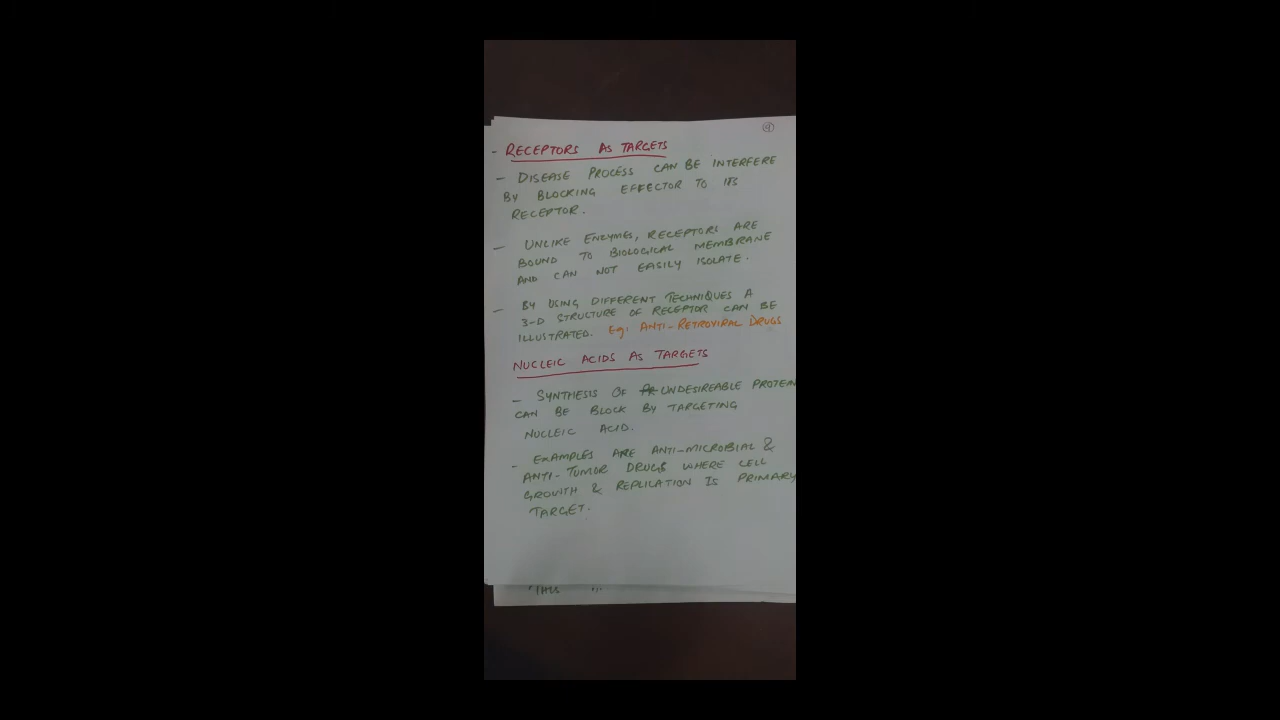 9
- RECEPTORS AS TARGETS
- DISEASE PROCESS CAN BE INTERFERE
BY BLOCKING EFFECTOR TO ITS
RECEPTOR.
- UNLIKE ENZYMES, RECEPTORS ARE
BOUND TO BIOLOGICAL MEMBRANE
AND CAN NOT EASILY ISOLATE.
- BY USING DIFFERENT TECHNIQUES A
3-D STRUCTURE OF RECEPTOR CAN BE
ILLUSTRATED. Eg: ANTI-RETROVIRAL DRUGS
NUCLEIC ACIDS AS TARGETS
- SYNTHESIS OF UNDESIREABLE PROTEIN
CAN BE BLOCK BY TARGETING
NUCLEIC ACID.
- EXAMPLES ARE ANTI-MICROBIAL &
ANTI-TUMOR DRUGS WHERE CELL
GROWTH & REPLICATION IS PRIMARY
TARGET.